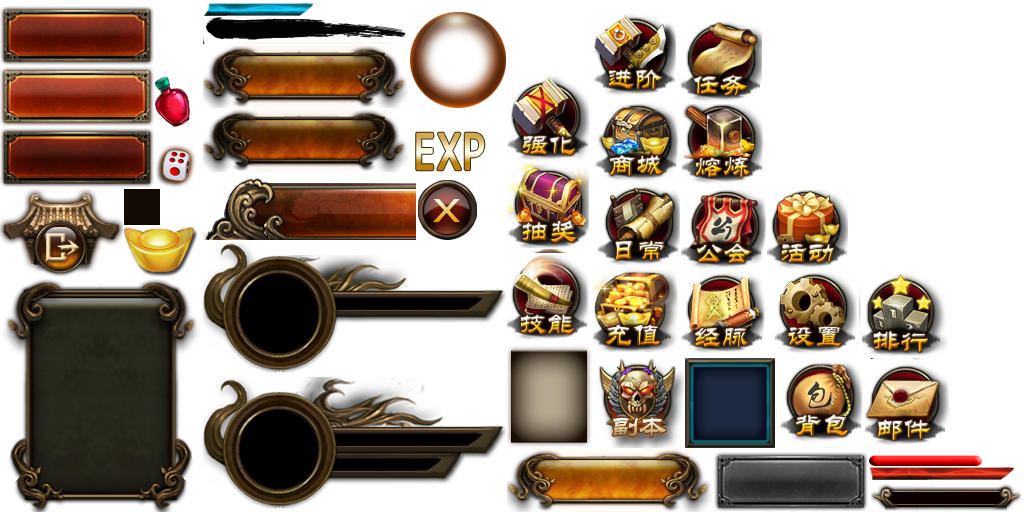 EXP
X
进阶
任务
强化
商城
熔炼
抽奖
日常
公会
活动
技能
充值
经脉
设置
排行
副本
背包
邮件
包